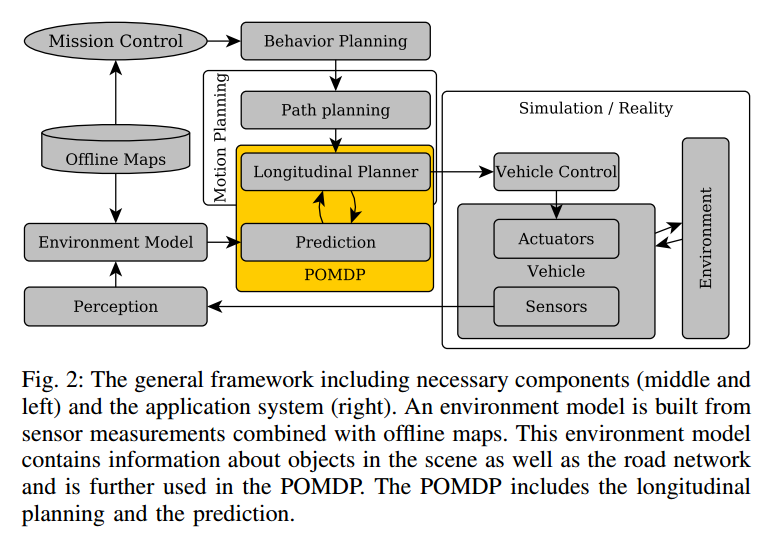 Mission Control
Behavior Planning
Motion Planning
Path planning
Simulation / Reality
Offline Maps
Longitudinal Planner
Vehicle Control
Environment Model
Prediction
POMDP
Actuators
Vehicle
Environment
Perception
Sensors
Fig. 2: The general framework including necessary components (middle and
left) and the application system (right). An environment model is built from
sensor measurements combined with offline maps. This environment model
contains information about objects in the scene as well as the road network
and is further used in the POMDP. The POMDP includes the longitudinal
planning and the prediction.